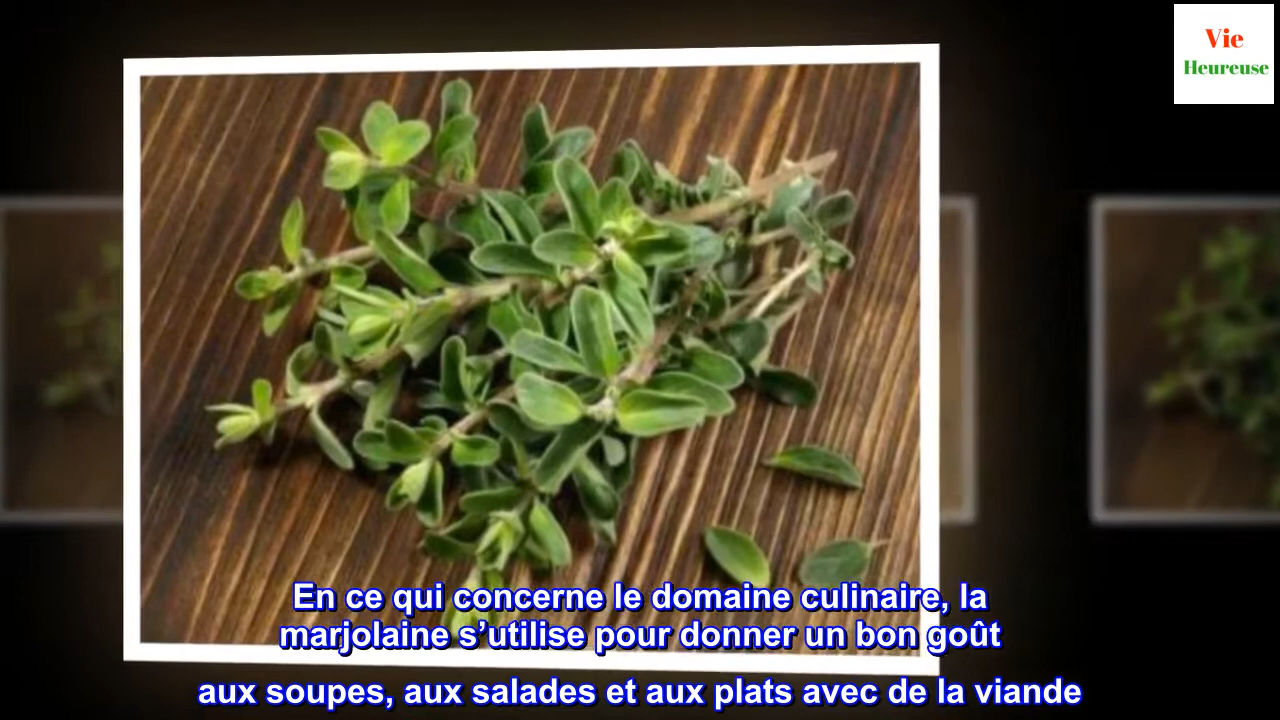 Vie
Heureuse
En ce qui concerne le domaine culinaire, la
marjolaine s’utilise pour donner un bon goût
aux soupes, aux salades et aux plats avec de la viande